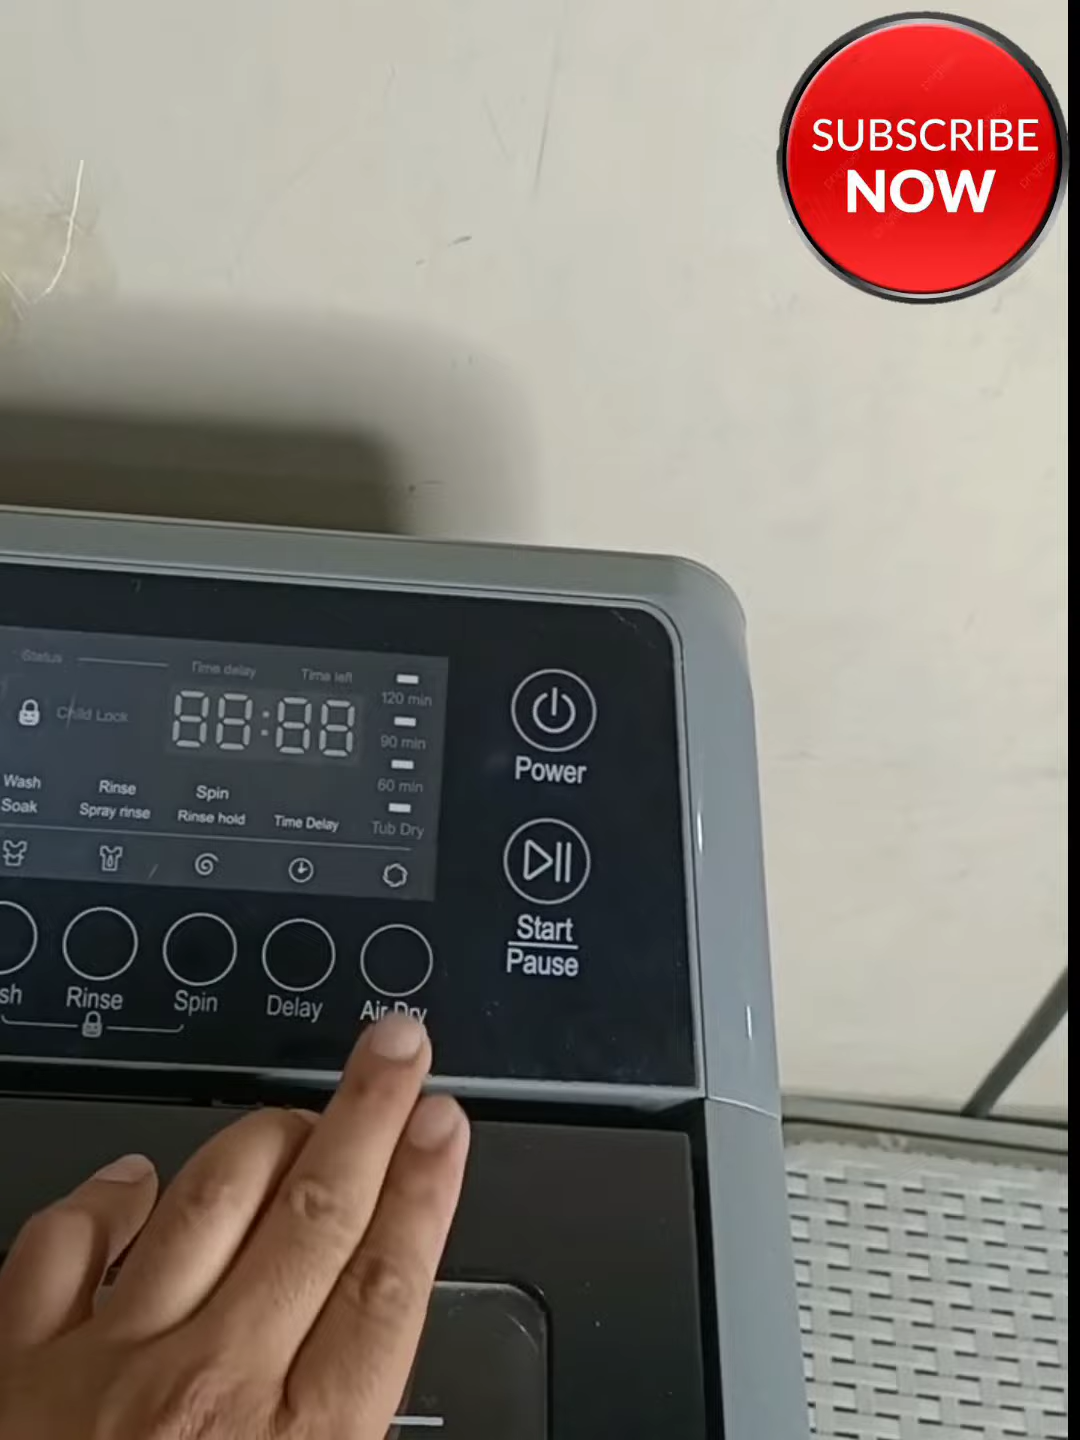 SUBSCRIBE
NOW
Status
Time delay
Time left
Child Lock
88:88
120 min
90 min
60 min
Tub Dry
Wash
Soak
Rinse
Spray rinse
Spin
Rinse hold
Time Delay
Power
Start
Pause
sh
Rinse
Spin
Delay
Air Dry